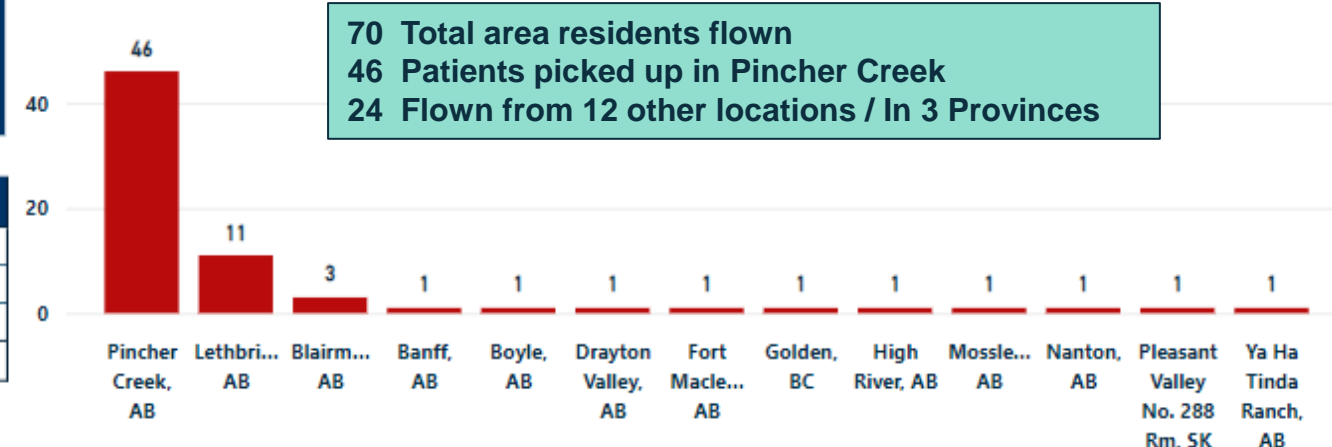 70 Total area residents flown
46 Patients picked up in Pincher Creek
24 Flown from 12 other locations / In 3 Provinces
40
20
0
46
11
3
1
1
1
1
1
1
1
1
1
1
Pincher Creek, AB
Lethbri... AB
Blairm... AB
Banff, AB
Boyle, AB
Drayton Valley, AB
Fort Macle... AB
Golden, BC
High River, AB
Mossle... AB
Nanton, AB
Pleasant Valley No. 288 Rm, SK
Ya Ha Tinda Ranch, AB